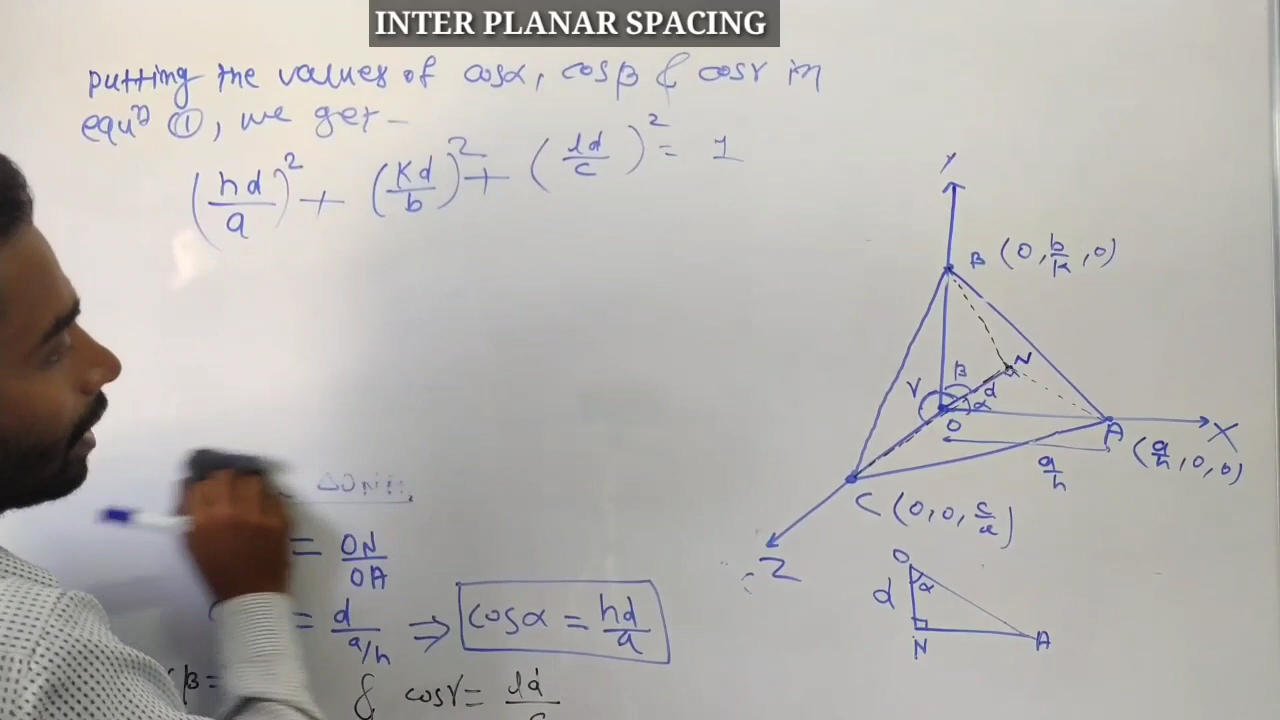 INTER PLANAR SPACING
putting the values of cosα, cosβ & cosγ in
equⁿ ①, we get –
(hd/a)² + (kd/b)² + (ld/c)² = 1
Y
B (0, b/k, 0)
N
β
γ
d
α
O
A
X
(a/h, 0, 0)
a/h
C (0, 0, c/l)
Z
ΔONA,
= ON/OA
= d/a/h ⇒ cosα = hd/a
β =
& cosγ = ld/c
O
α
d
N
A